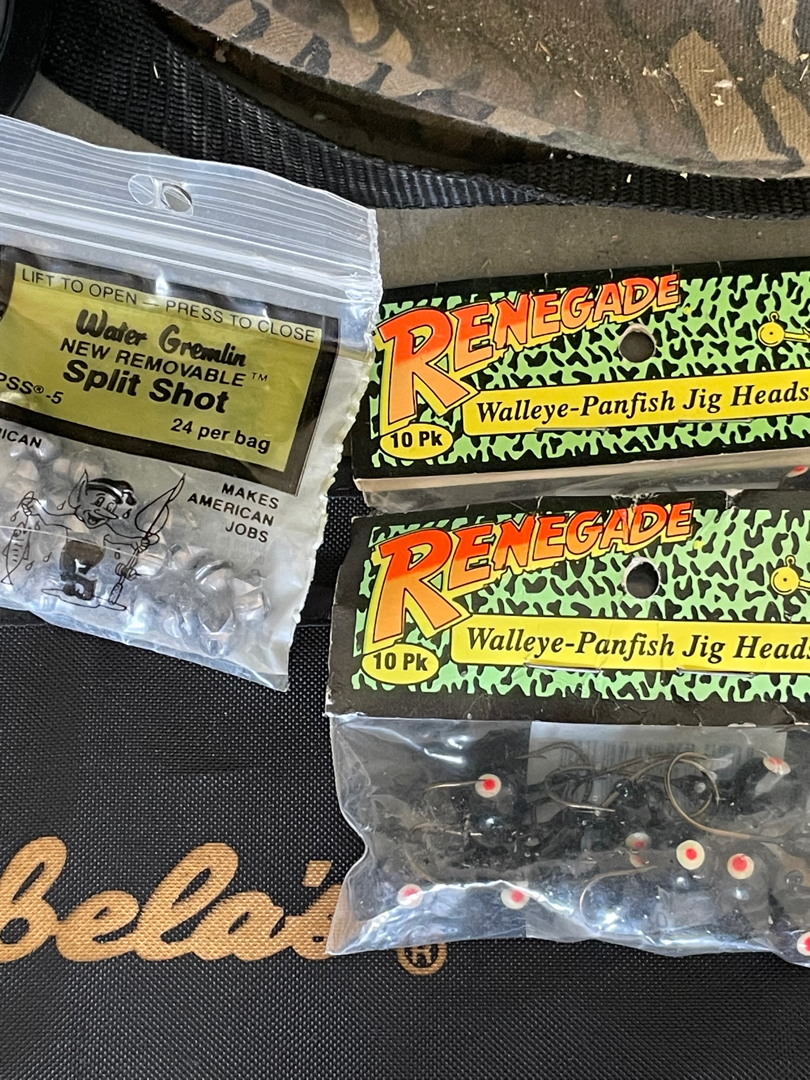 LIFT TO OPEN — PRESS TO CLOSE
Water Gremlin
NEW REMOVABLE™
Split Shot
PSS®-5
24 per bag
MAKES
AMERICAN
JOBS
RENEGADE
Walleye-Panfish Jig Heads
10 Pk
RENEGADE
Walleye-Panfish Jig Heads
10 Pk
bela's®